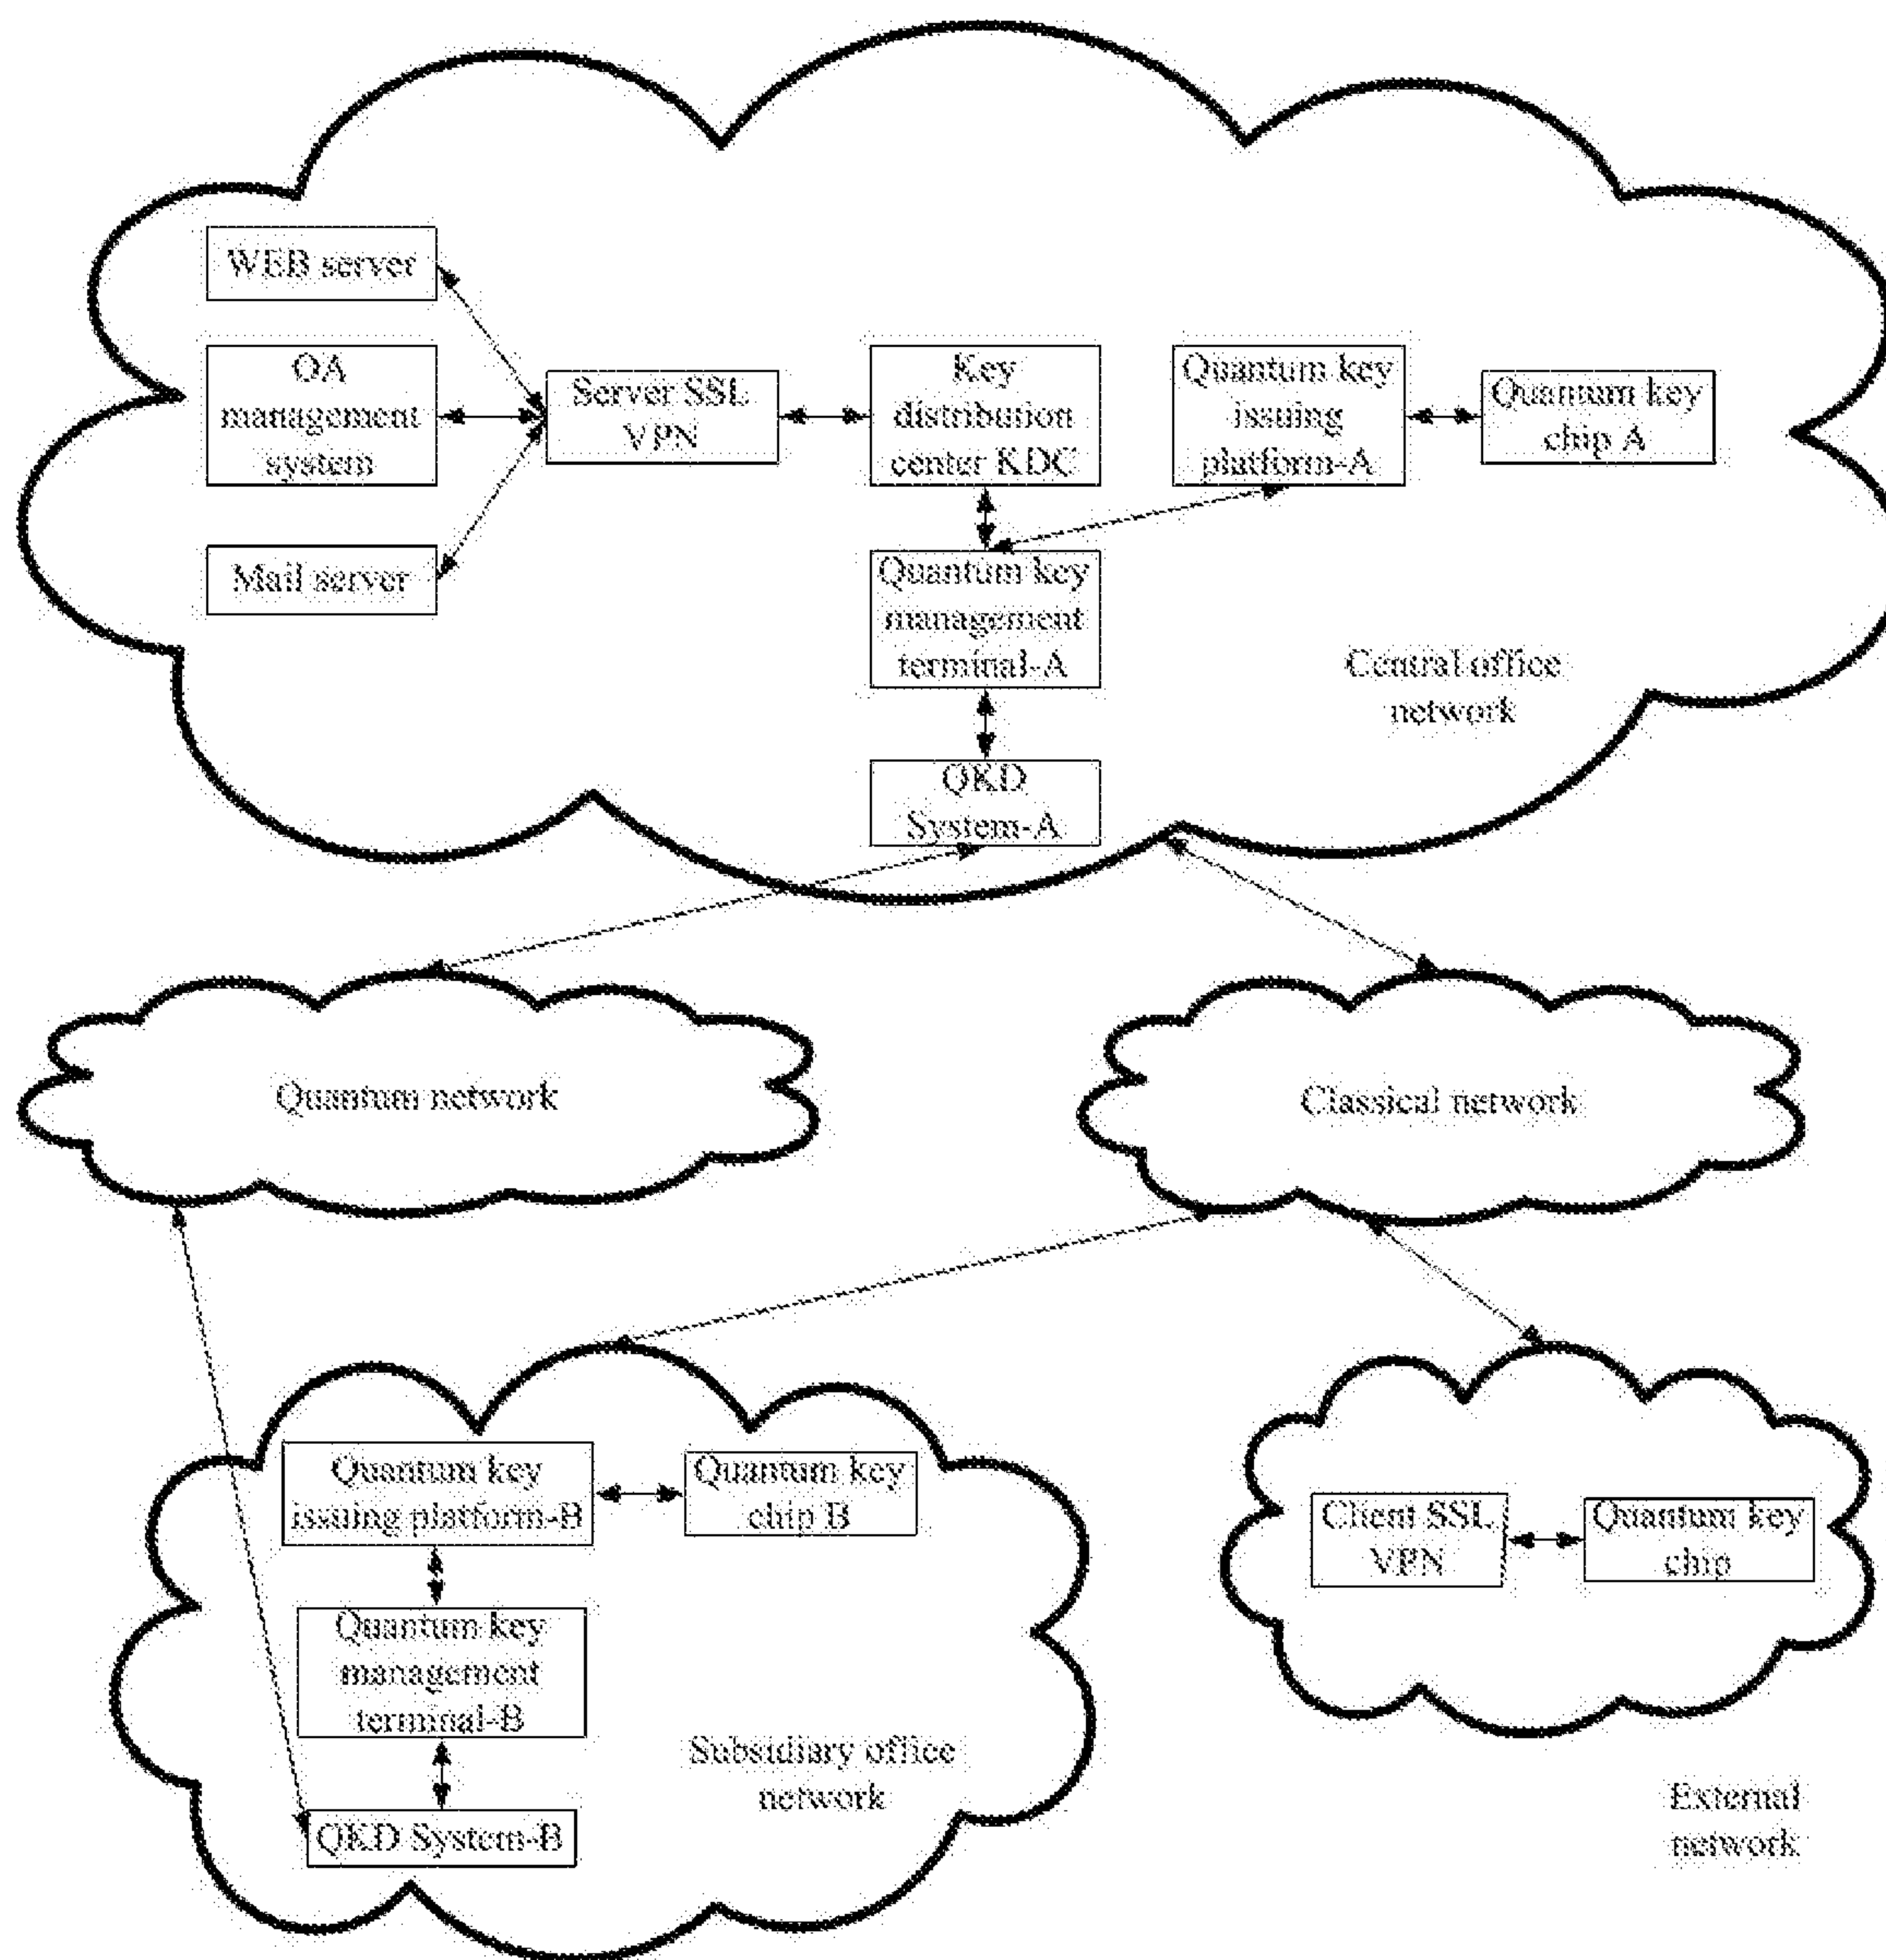 WEB server
OA
management
system
Mail server
Server SSL
VPN
Key
distribution
center KDC
Quantum key
issuing
platform-A
Quantum key
chip A
Quantum key
management
terminal-A
QKD
System-A
Central office
network
Quantum network
Classical network
Quantum key
issuing platform-B
Quantum key
chip B
Quantum key
management
terminal-B
QKD System-B
Subsidiary office
network
Client SSL
VPN
Quantum key
chip
External
network